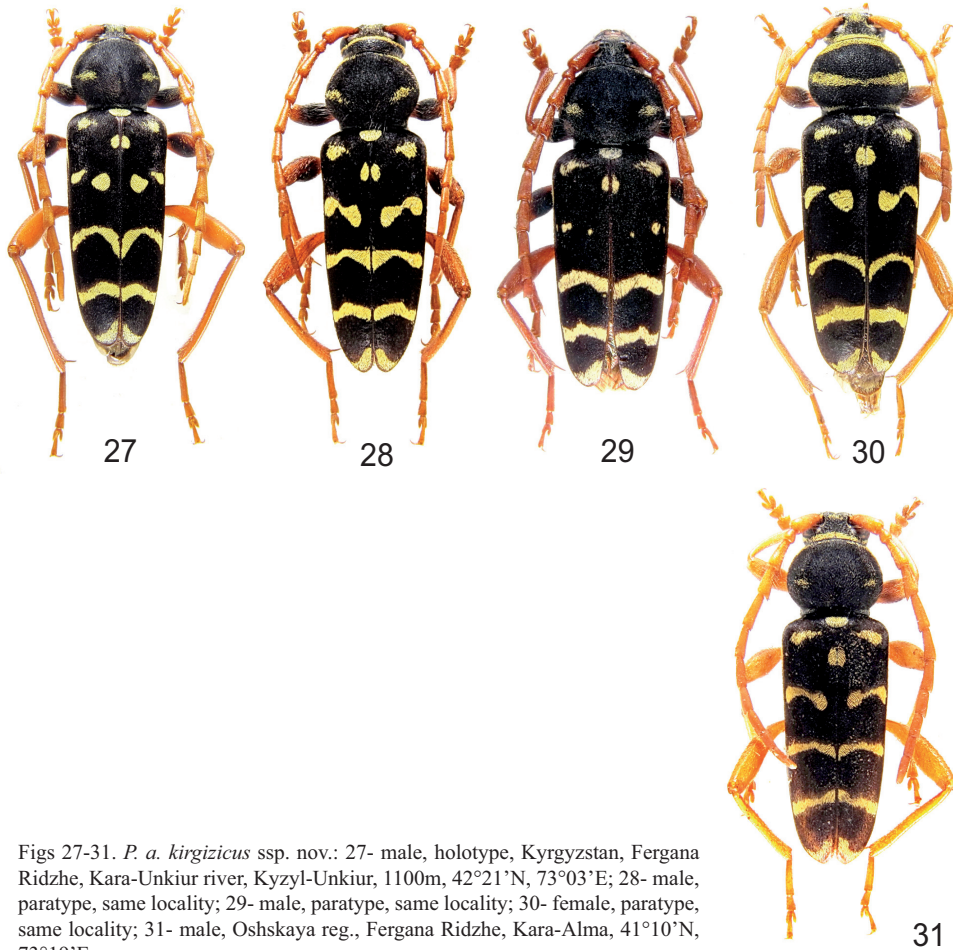 27
28
29
30
31
Figs 27-31. P. a. kirgizicus ssp. nov.: 27- male, holotype, Kyrgyzstan, Fergana
Ridzhe, Kara-Unkiur river, Kyzyl-Unkiur, 1100m, 42°21’N, 73°03’E; 28- male,
paratype, same locality; 29- male, paratype, same locality; 30- female, paratype,
same locality; 31- male, Oshskaya reg., Fergana Ridzhe, Kara-Alma, 41°10’N,